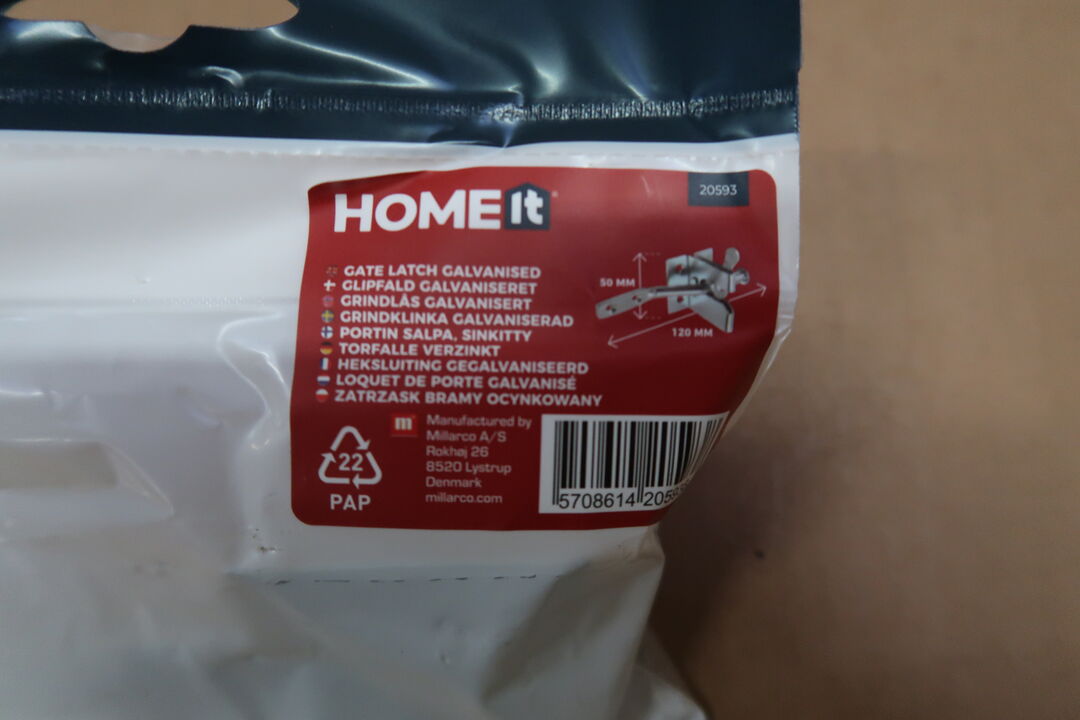 HOMEIt
20593
GATE LATCH GALVANISED
GLIPFALD GALVANISERET
GRINDLÅS GALVANISERT
GRINDKLINKA GALVANISERAD
PORTIN SALPA, SINKITTY
TORFALLE VERZINKT
HEKSLUITING GEGALVANISEERD
LOQUET DE PORTE GALVANISÉ
ZATRZASK BRAMY OCYNKOWANY
50 MM
120 MM
22
PAP
m
Manufactured by
Millarco A/S
Rokhøj 26
8520 Lystrup
Denmark
millarco.com
5708614